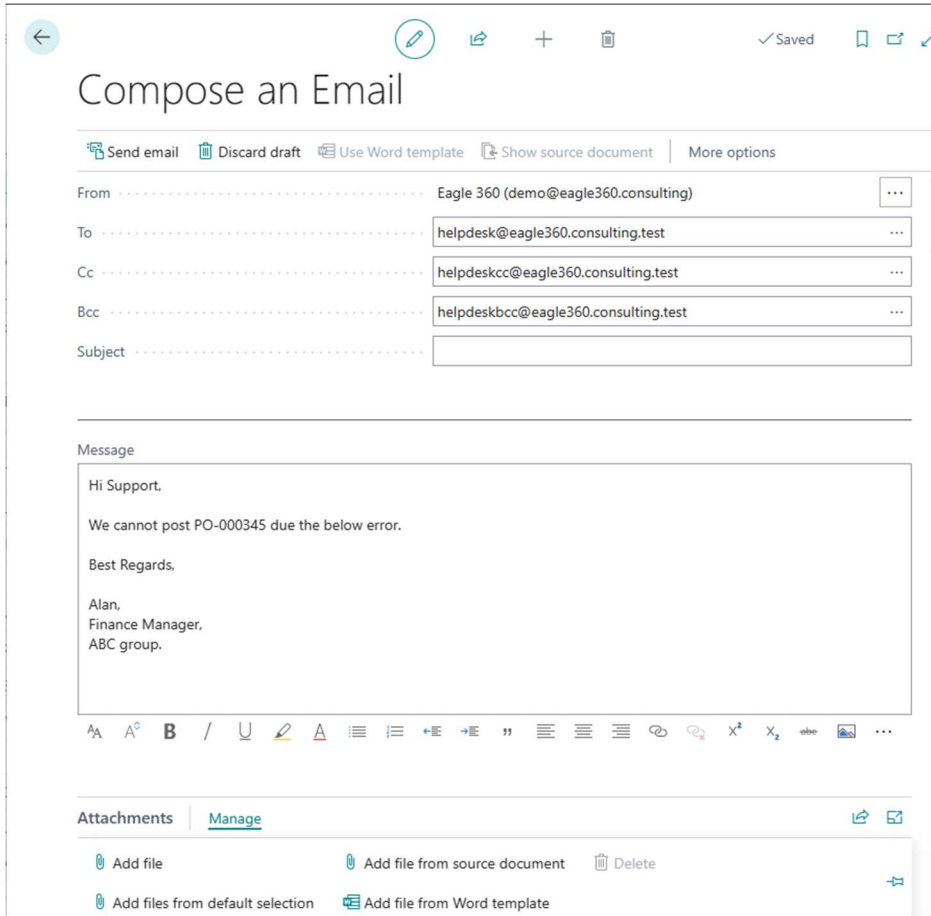 Saved
Compose an Email
Send email Discard draft Use Word template Show source document More options
From Eagle 360 (demo@eagle360.consulting) ...
To helpdesk@eagle360.consulting.test ...
Cc helpdeskcc@eagle360.consulting.test ...
Bcc helpdeskbcc@eagle360.consulting.test ...
Subject
Message
Hi Support,
We cannot post PO-000345 due the below error.
Best Regards,
Alan,
Finance Manager,
ABC group.
AA A B / U A " X² X₂ abc ...
Attachments Manage
Add file Add file from source document Delete
Add files from default selection Add file from Word template